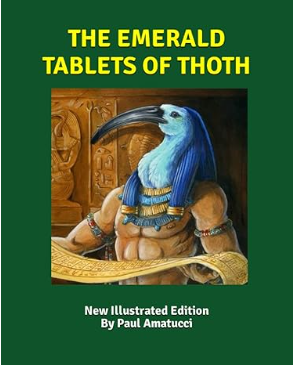 THE EMERALD
TABLETS OF THOTH
New Illustrated Edition
By Paul Amatucci